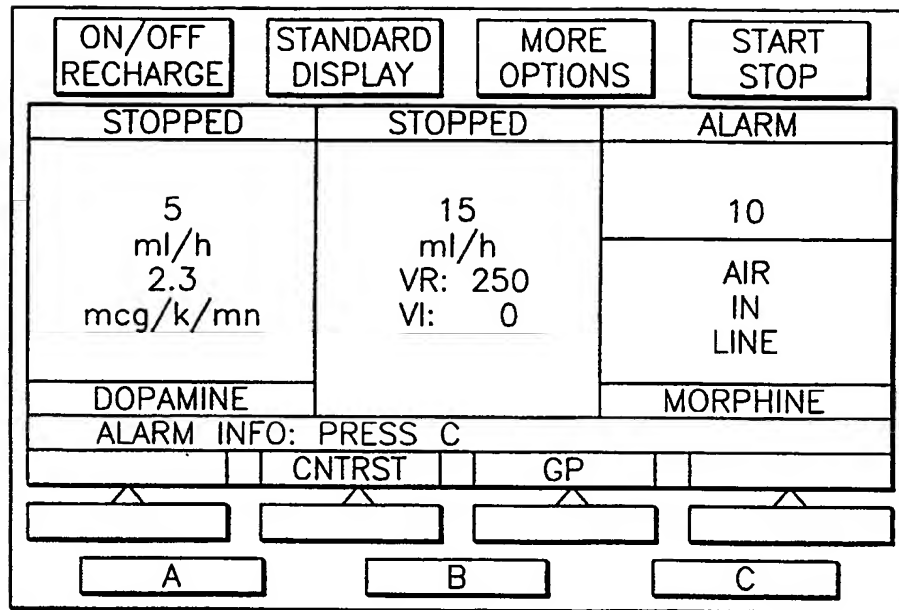 ON/OFF
RECHARGE
STANDARD
DISPLAY
MORE
OPTIONS
START
STOP
STOPPED
5
ml/h
2.3
mcg/k/mn
DOPAMINE
STOPPED
15
ml/h
VR: 250
VI: 0
ALARM
10
AIR
IN
LINE
MORPHINE
ALARM INFO: PRESS C
CNTRST
GP
A
B
C